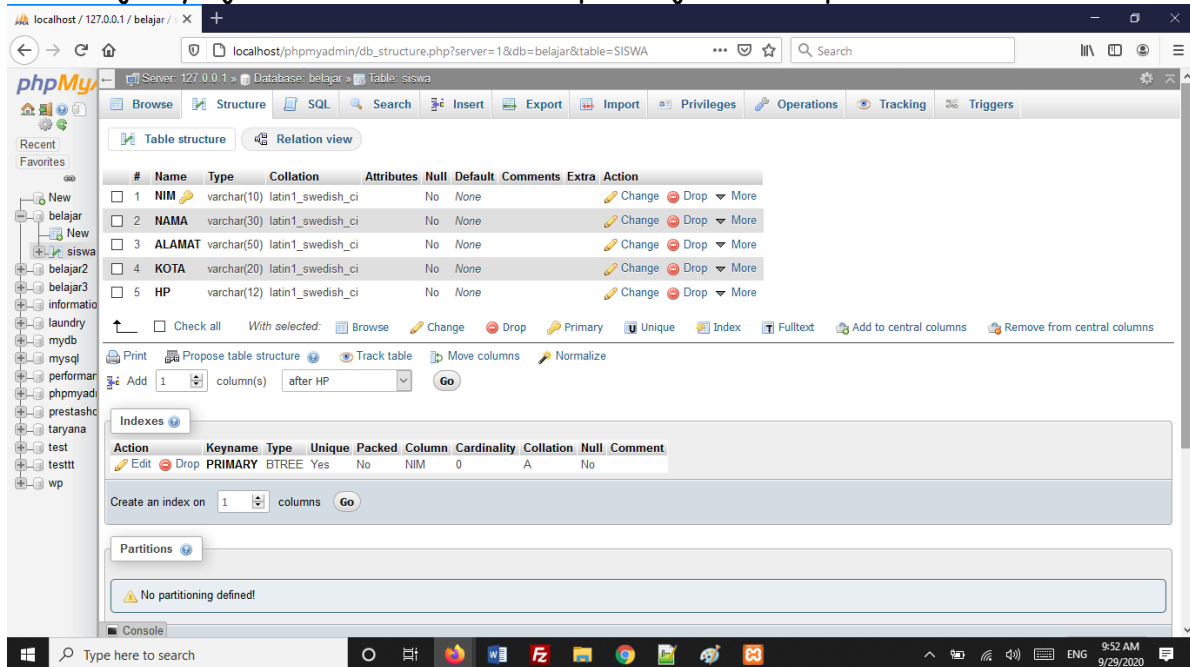 localhost / 127.0.0.1 / belajar / s
localhost/phpmyadmin/db_structure.php?server=1&db=belajar&table=SISWA
Search
phpMyA
Server: 127.0.0.1 » Database: belajar » Table: siswa
Browse Structure SQL Search Insert Export Import Privileges Operations Tracking Triggers
Table structure Relation view
Recent
Favorites
New
belajar
New
siswa
belajar2
belajar3
informatio
laundry
mydb
mysql
performan
phpmyadm
prestasho
taryana
test
testtt
wp
# Name Type Collation Attributes Null Default Comments Extra Action
1 NIM varchar(10) latin1_swedish_ci No None Change Drop More
2 NAMA varchar(30) latin1_swedish_ci No None Change Drop More
3 ALAMAT varchar(50) latin1_swedish_ci No None Change Drop More
4 KOTA varchar(20) latin1_swedish_ci No None Change Drop More
5 HP varchar(12) latin1_swedish_ci No None Change Drop More
Check all With selected: Browse Change Drop Primary Unique Index Fulltext Add to central columns Remove from central columns
Print Propose table structure Track table Move columns Normalize
Add 1 column(s) after HP Go
Indexes
Action Keyname Type Unique Packed Column Cardinality Collation Null Comment
Edit Drop PRIMARY BTREE Yes No NIM 0 A No
Create an index on 1 columns Go
Partitions
No partitioning defined!
Console
Type here to search
ENG
9:52 AM
9/29/2020